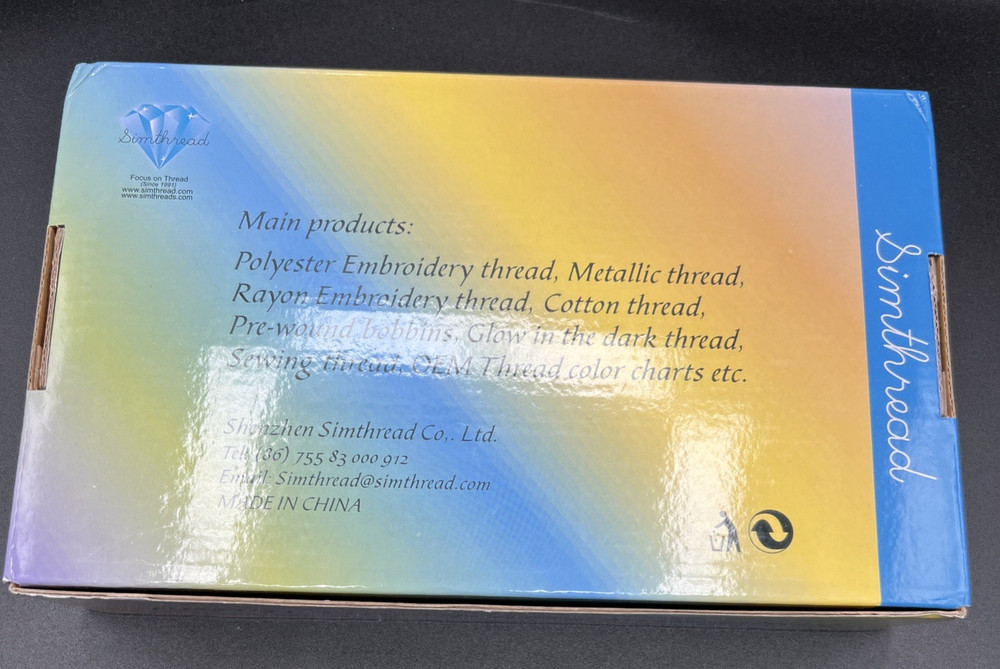 Simthread
Focus on Thread
(Since 1991)
www.simthread.com
www.simthreads.com
Main products:
Polyester Embroidery thread, Metallic thread,
Rayon Embroidery thread, Cotton thread,
Pre-wound bobbins, Glow in the dark thread,
Sewing thread, OEM Thread color charts etc.
Shenzhen Simthread Co,. Ltd.
Tel: (86) 755 83 000 912
Email: Simthread@simthread.com
MADE IN CHINA
Simthread